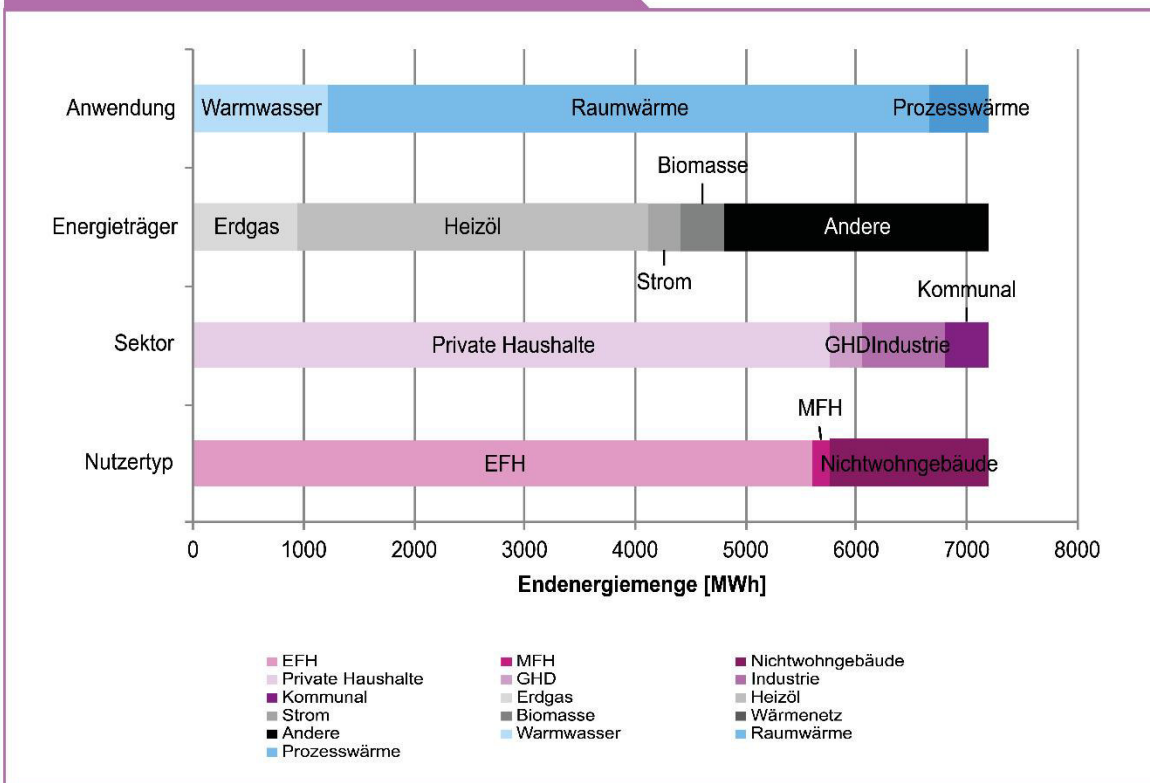 Anwendung
Warmwasser
Raumwärme
Prozesswärme
Biomasse
Energieträger
Erdgas
Heizöl
Andere
Strom
Kommunal
Sektor
Private Haushalte
GHD
Industrie
MFH
Nutzertyp
EFH
Nichtwohngebäude
0 1000 2000 3000 4000 5000 6000 7000 8000
Endenergiemenge [MWh]
EFH MFH Nichtwohngebäude
Private Haushalte GHD Industrie
Kommunal Erdgas Heizöl
Strom Biomasse Wärmenetz
Andere Warmwasser Raumwärme
Prozesswärme